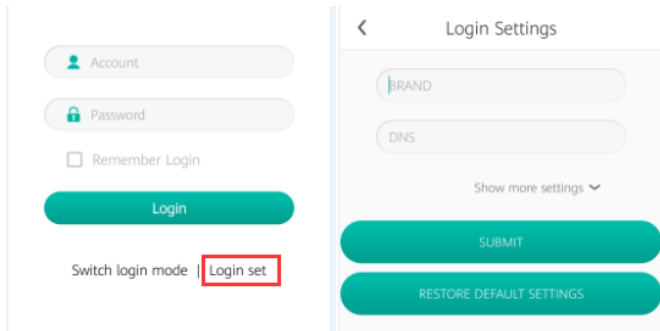 Account
Password
Remember Login
Login
Switch login mode | Login set
Login Settings
BRAND
DNS
Show more settings
SUBMIT
RESTORE DEFAULT SETTINGS